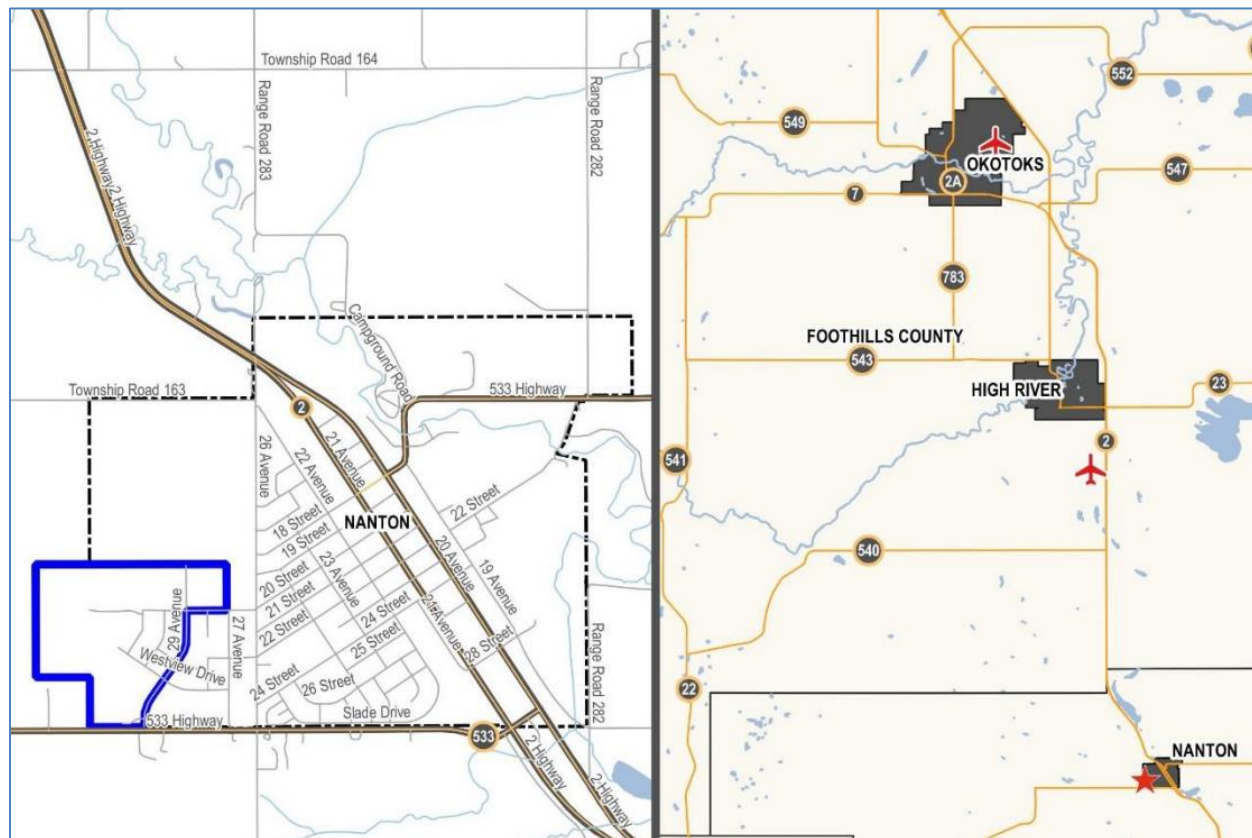 Township Road 164
Range Road 283
Range Road 282
2 Highway
2 Highway
Campground Road
Township Road 163
533 Highway
2
26 Avenue
22 Avenue
21 Avenue
NANTON
22 Street
18 Street
19 Street
20 Street
21 Street
22 Street
23 Avenue
24 Street
25 Street
20 Avenue
19 Avenue
21 Avenue
28 Street
29 Avenue
27 Avenue
Westview Drive
24 Street
26 Street
Slade Drive
Range Road 282
533 Highway
533
2 Highway
2 Highway
552
549
OKOTOKS
547
2A
7
783
FOOTHILLS COUNTY
543
HIGH RIVER
23
2
541
540
22
NANTON